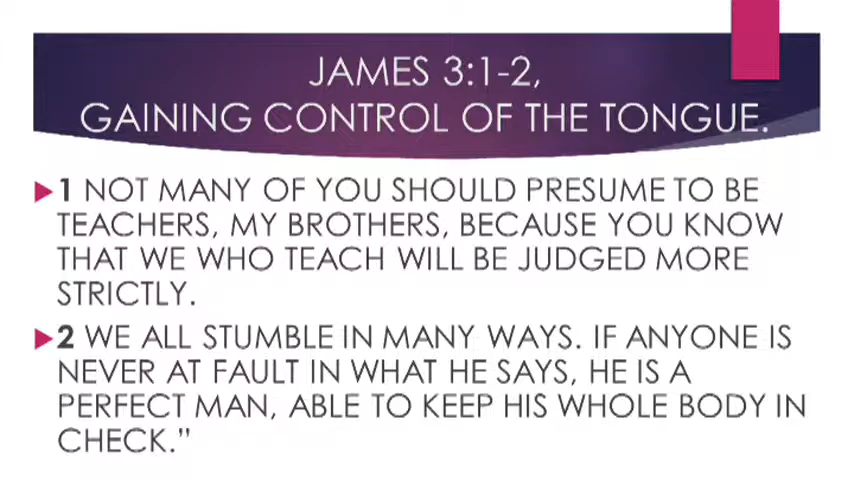 JAMES 3:1-2,
GAINING CONTROL OF THE TONGUE.
1 NOT MANY OF YOU SHOULD PRESUME TO BE
TEACHERS, MY BROTHERS, BECAUSE YOU KNOW
THAT WE WHO TEACH WILL BE JUDGED MORE
STRICTLY.
2 WE ALL STUMBLE IN MANY WAYS. IF ANYONE IS
NEVER AT FAULT IN WHAT HE SAYS, HE IS A
PERFECT MAN, ABLE TO KEEP HIS WHOLE BODY IN
CHECK.”